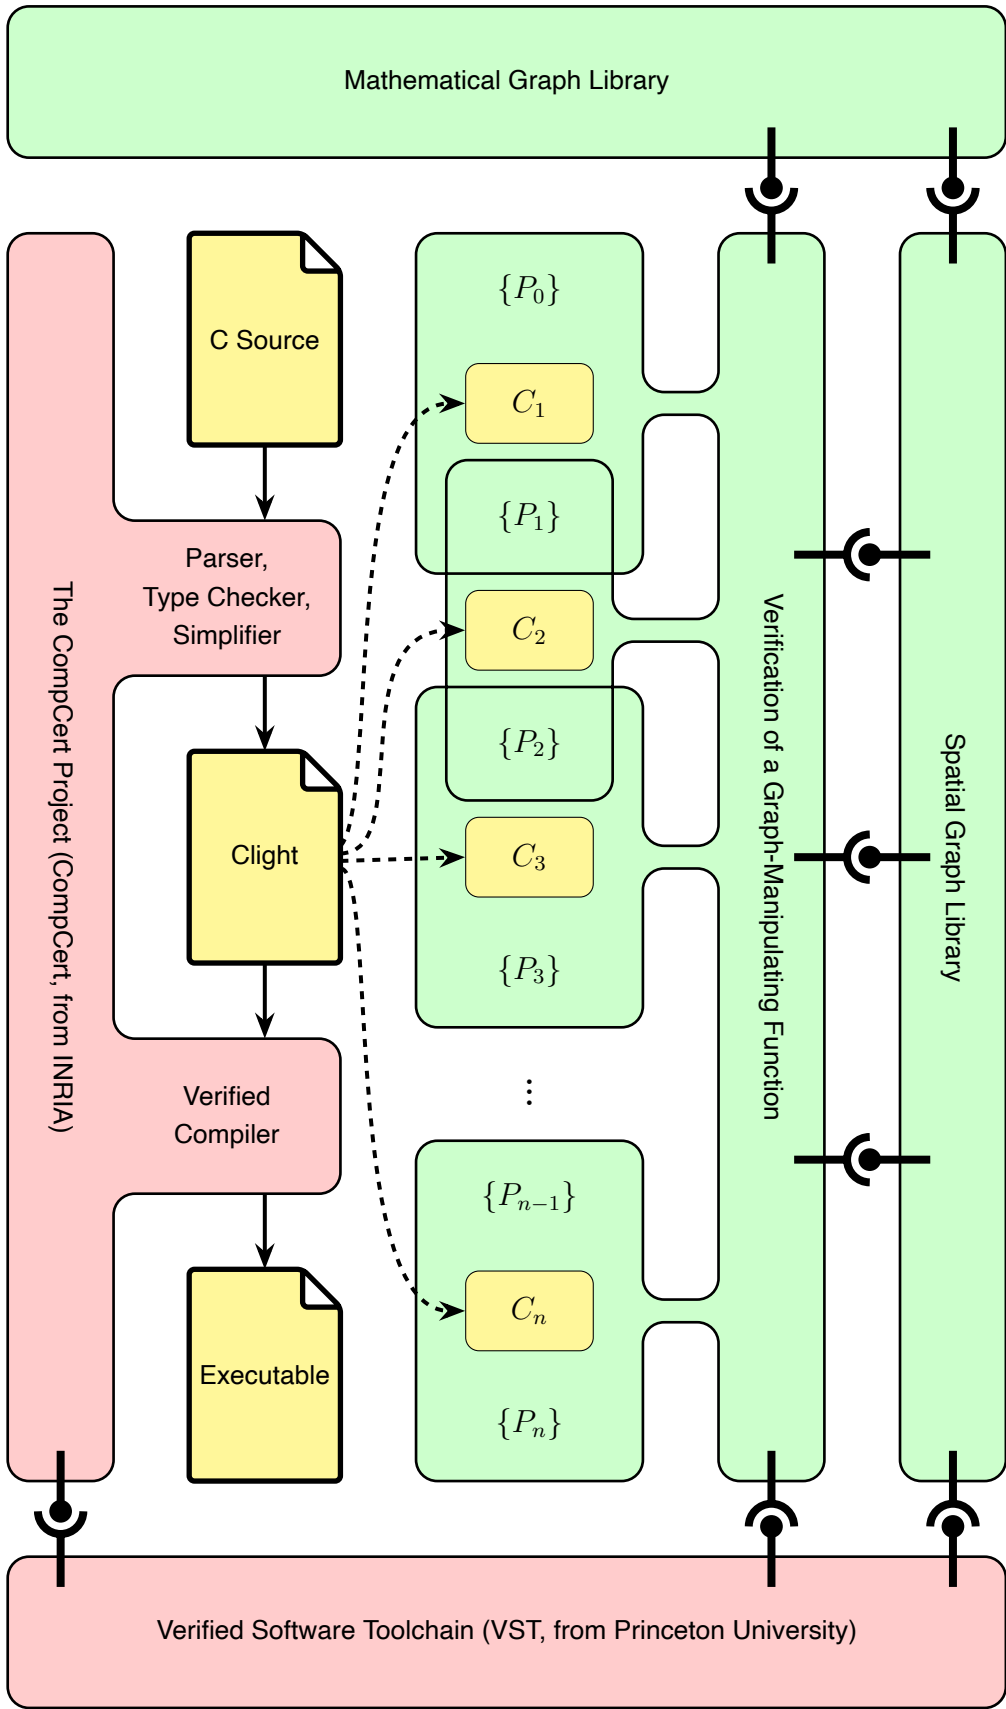 Mathematical Graph Library
The CompCert Project (CompCert, from INRIA)
C Source
Parser,
Type Checker,
Simplifier
Clight
Verified
Compiler
Executable
{P₀}
C₁
{P₁}
C₂
{P₂}
C₃
{P₃}
⋮
{Pₙ₋₁}
Cₙ
{Pₙ}
Verification of a Graph-Manipulating Function
Spatial Graph Library
Verified Software Toolchain (VST, from Princeton University)